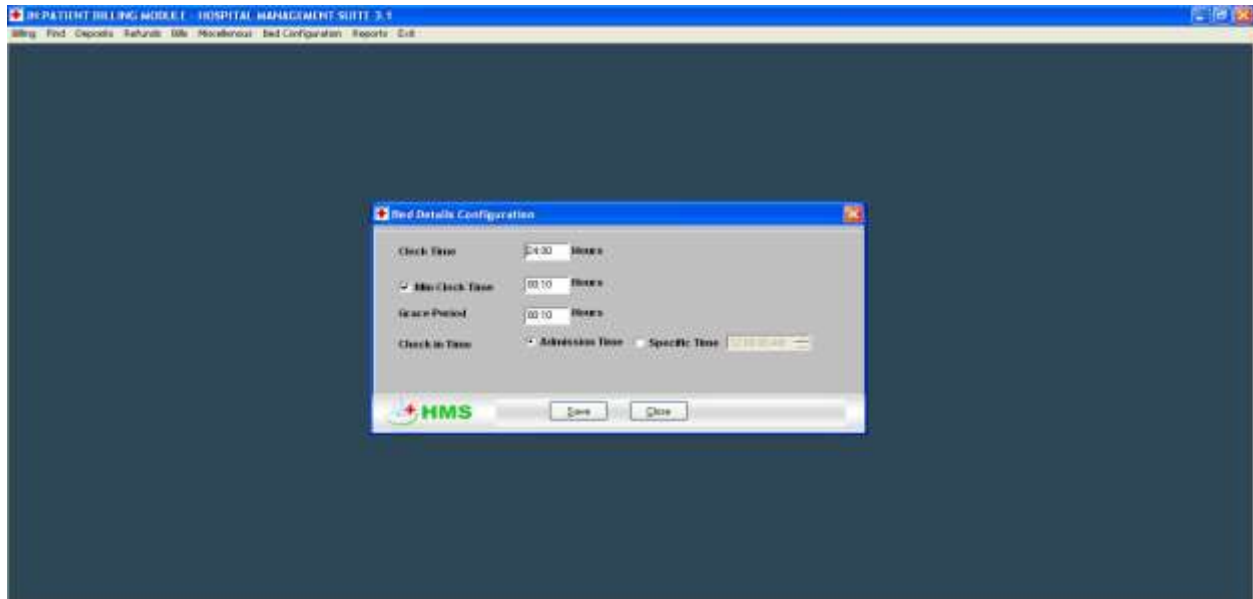 IN-PATIENT BILLING MODULE - HOSPITAL MANAGEMENT SUITE 3.1
Billing Find Deposits Refunds Bills Miscellenous Bed Configuration Reports Exit
Bed Details Configuration
Clock Time 24:00 Hours
Min Clock Time 00:10 Hours
Grace Period 00:10 Hours
Check in Time Admission Time Specific Time
HMS Save Close